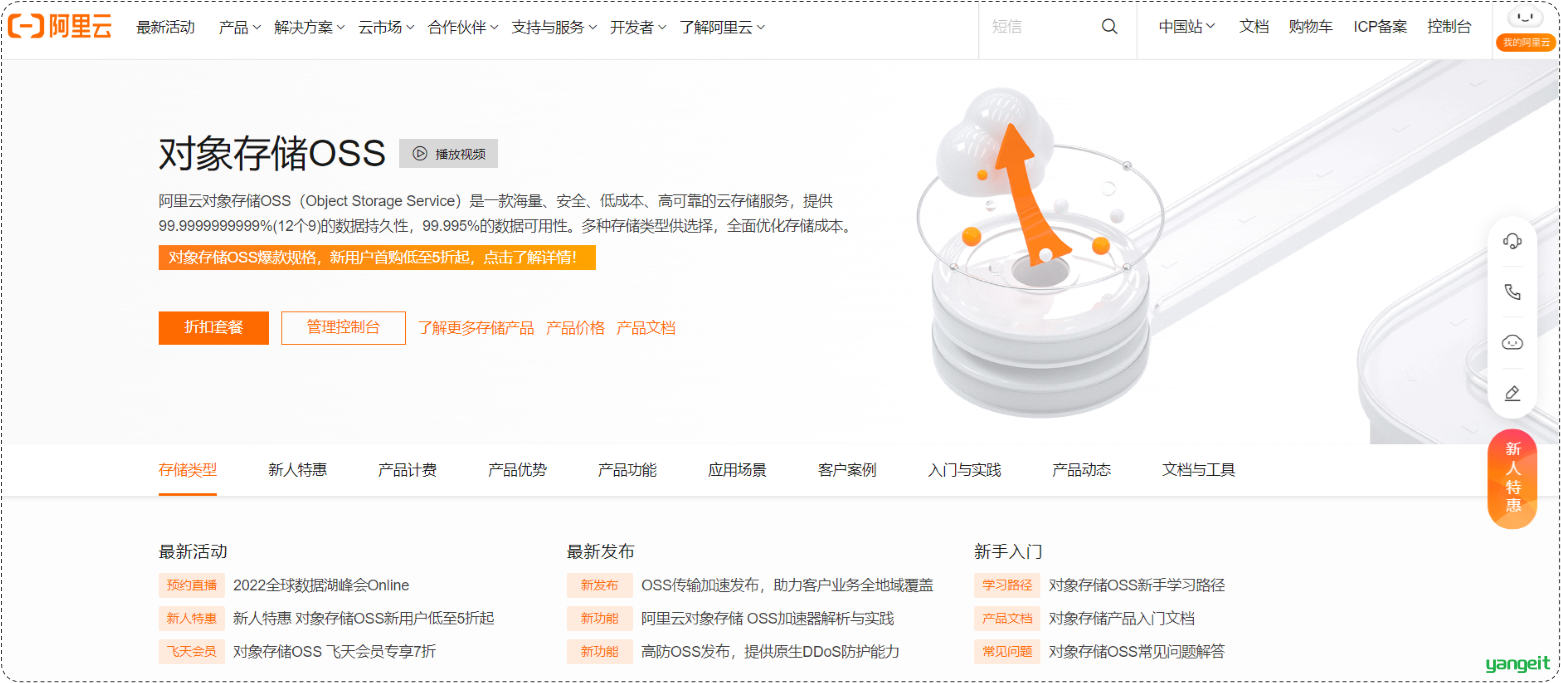 阿里云 最新活动 产品 解决方案 云市场 合作伙伴 支持与服务 开发者 了解阿里云 短信 中国站 文档 购物车 ICP备案 控制台
我的阿里云
对象存储OSS 播放视频
阿里云对象存储OSS（Object Storage Service）是一款海量、安全、低成本、高可靠的云存储服务，提供
99.9999999999%(12个9)的数据持久性，99.995%的数据可用性。多种存储类型供选择，全面优化存储成本。
对象存储OSS爆款规格，新用户首购低至5折起，点击了解详情！
折扣套餐 管理控制台 了解更多存储产品 产品价格 产品文档
存储类型 新人特惠 产品计费 产品优势 产品功能 应用场景 客户案例 入门与实践 产品动态 文档与工具
新人特惠
最新活动 最新发布 新手入门
预约直播 2022全球数据湖峰会Online 新发布 OSS传输加速发布，助力客户业务全地域覆盖 学习路径 对象存储OSS新手学习路径
新人特惠 新人特惠 对象存储OSS新用户低至5折起 新功能 阿里云对象存储 OSS加速器解析与实践 产品文档 对象存储产品入门文档
飞天会员 对象存储OSS 飞天会员专享7折 新功能 高防OSS发布，提供原生DDoS防护能力 常见问题 对象存储OSS常见问题解答
yangeit